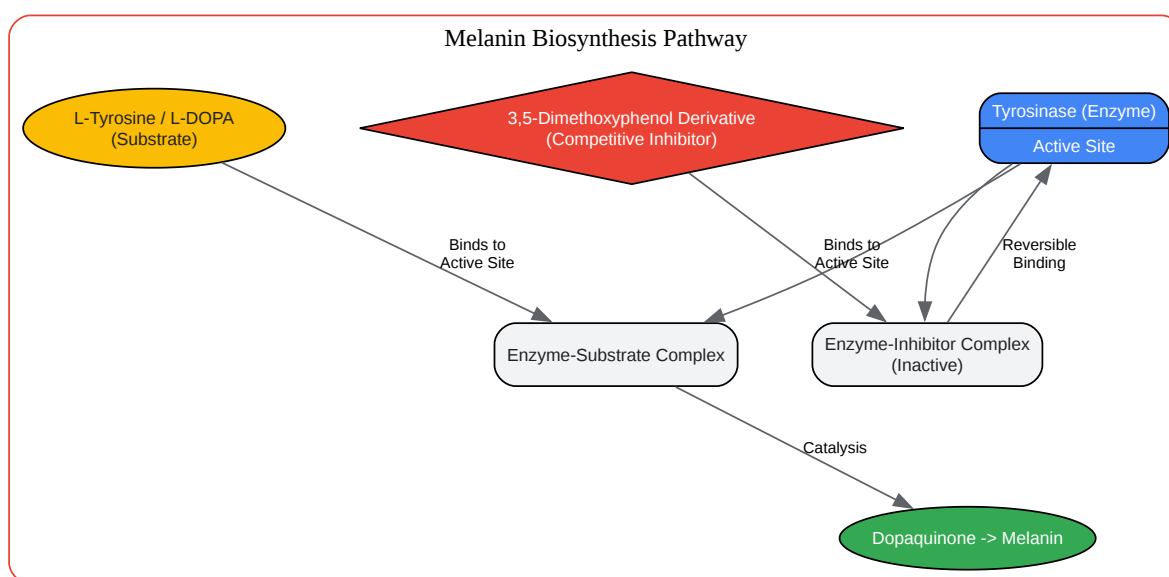 Melanin Biosynthesis Pathway
L-Tyrosine / L-DOPA
(Substrate)
3,5-Dimethoxyphenol Derivative
(Competitive Inhibitor)
Tyrosinase (Enzyme)
Active Site
Binds to
Active Site
Binds to
Active Site
Reversible
Binding
Enzyme-Substrate Complex
Enzyme-Inhibitor Complex
(Inactive)
Catalysis
Dopaquinone -> Melanin